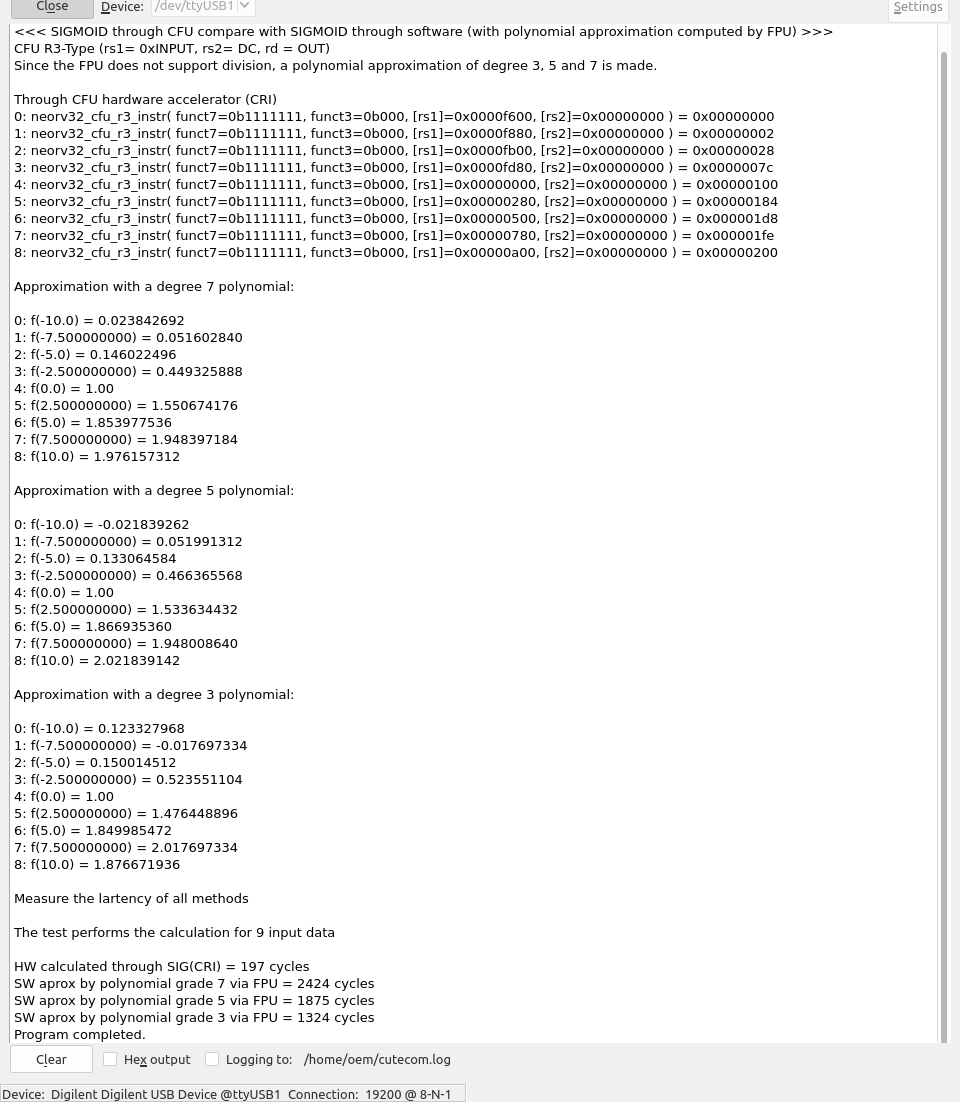 Close Device: /dev/ttyUSB1 Settings
<<< SIGMOID through CFU compare with SIGMOID through software (with polynomial approximation computed by FPU) >>>
CFU R3-Type (rs1= 0xINPUT, rs2= DC, rd = OUT)
Since the FPU does not support division, a polynomial approximation of degree 3, 5 and 7 is made.
Through CFU hardware accelerator (CRI)
0: neorv32_cfu_r3_instr( funct7=0b1111111, funct3=0b000, [rs1]=0x0000f600, [rs2]=0x00000000 ) = 0x00000000
1: neorv32_cfu_r3_instr( funct7=0b1111111, funct3=0b000, [rs1]=0x0000f880, [rs2]=0x00000000 ) = 0x00000002
2: neorv32_cfu_r3_instr( funct7=0b1111111, funct3=0b000, [rs1]=0x0000fb00, [rs2]=0x00000000 ) = 0x00000028
3: neorv32_cfu_r3_instr( funct7=0b1111111, funct3=0b000, [rs1]=0x0000fd80, [rs2]=0x00000000 ) = 0x0000007c
4: neorv32_cfu_r3_instr( funct7=0b1111111, funct3=0b000, [rs1]=0x00000000, [rs2]=0x00000000 ) = 0x00000100
5: neorv32_cfu_r3_instr( funct7=0b1111111, funct3=0b000, [rs1]=0x00000280, [rs2]=0x00000000 ) = 0x00000184
6: neorv32_cfu_r3_instr( funct7=0b1111111, funct3=0b000, [rs1]=0x00000500, [rs2]=0x00000000 ) = 0x000001d8
7: neorv32_cfu_r3_instr( funct7=0b1111111, funct3=0b000, [rs1]=0x00000780, [rs2]=0x00000000 ) = 0x000001fe
8: neorv32_cfu_r3_instr( funct7=0b1111111, funct3=0b000, [rs1]=0x00000a00, [rs2]=0x00000000 ) = 0x00000200
Approximation with a degree 7 polynomial:
0: f(-10.0) = 0.023842692
1: f(-7.500000000) = 0.051602840
2: f(-5.0) = 0.146022496
3: f(-2.500000000) = 0.449325888
4: f(0.0) = 1.00
5: f(2.500000000) = 1.550674176
6: f(5.0) = 1.853977536
7: f(7.500000000) = 1.948397184
8: f(10.0) = 1.976157312
Approximation with a degree 5 polynomial:
0: f(-10.0) = -0.021839262
1: f(-7.500000000) = 0.051991312
2: f(-5.0) = 0.133064584
3: f(-2.500000000) = 0.466365568
4: f(0.0) = 1.00
5: f(2.500000000) = 1.533634432
6: f(5.0) = 1.866935360
7: f(7.500000000) = 1.948008640
8: f(10.0) = 2.021839142
Approximation with a degree 3 polynomial:
0: f(-10.0) = 0.123327968
1: f(-7.500000000) = -0.017697334
2: f(-5.0) = 0.150014512
3: f(-2.500000000) = 0.523551104
4: f(0.0) = 1.00
5: f(2.500000000) = 1.476448896
6: f(5.0) = 1.849985472
7: f(7.500000000) = 2.017697334
8: f(10.0) = 1.876671936
Measure the lartency of all methods
The test performs the calculation for 9 input data
HW calculated through SIG(CRI) = 197 cycles
SW aprox by polynomial grade 7 via FPU = 2424 cycles
SW aprox by polynomial grade 5 via FPU = 1875 cycles
SW aprox by polynomial grade 3 via FPU = 1324 cycles
Program completed.
Clear Hex output Logging to: /home/oem/cutecom.log
Device: Digilent Digilent USB Device @ttyUSB1 Connection: 19200 @ 8-N-1